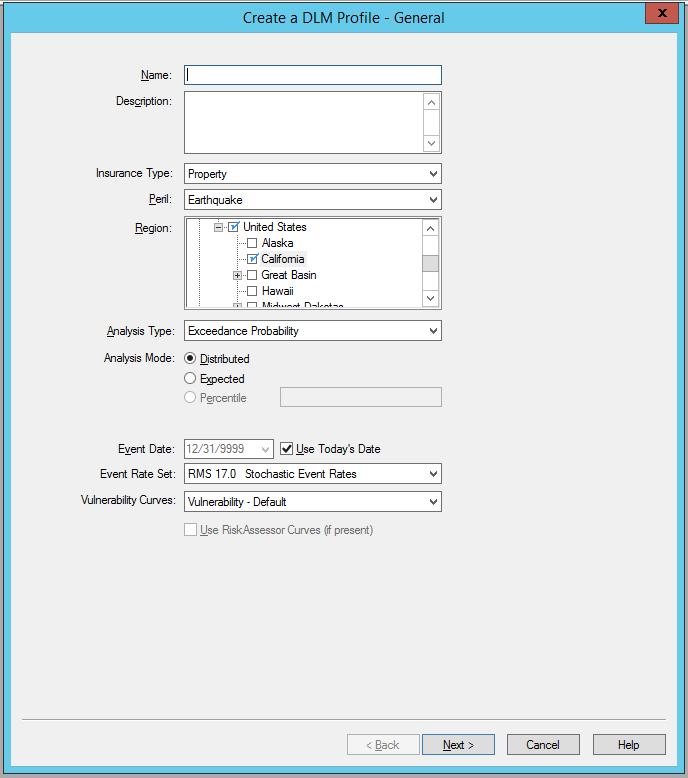 Create a DLM Profile - General
x
Name:
Description:
Insurance Type: Property
Peril: Earthquake
Region: United States
Alaska
California
Great Basin
Hawaii
Midwest Dakotas
Analysis Type: Exceedance Probability
Analysis Mode: Distributed
Expected
Percentile
Event Date: 12/31/9999 Use Today's Date
Event Rate Set: RMS 17.0 Stochastic Event Rates
Vulnerability Curves: Vulnerability - Default
Use RiskAssessor Curves (if present)
< Back Next > Cancel Help